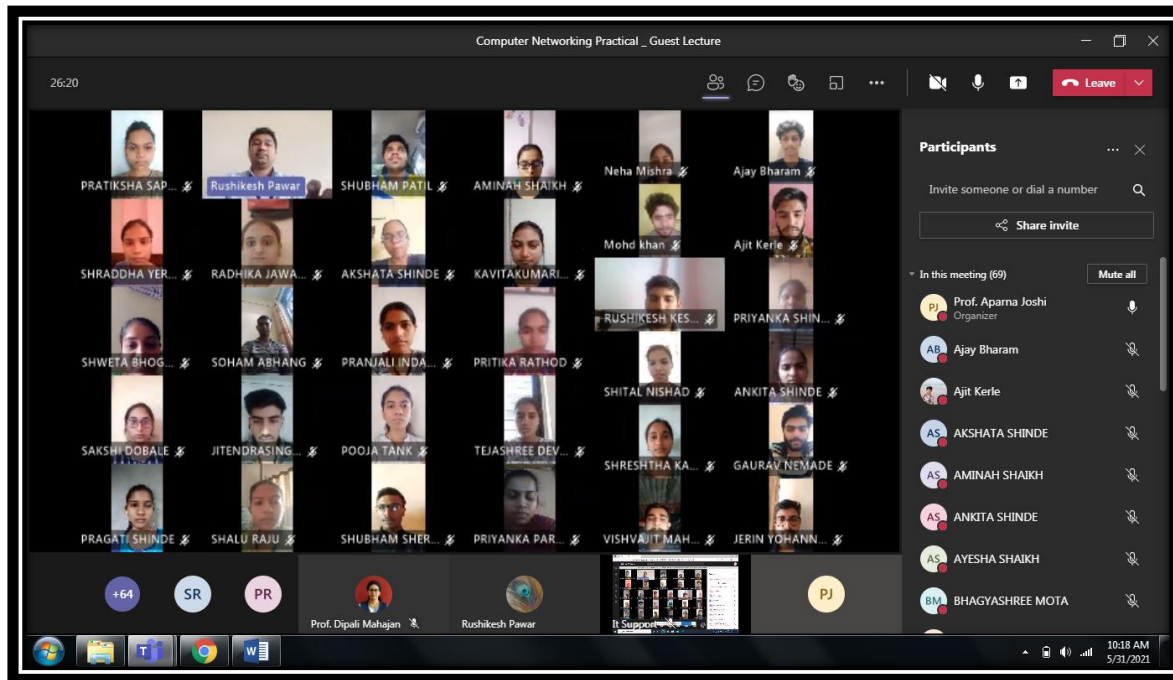 Computer Networking Practical _ Guest Lecture
26:20
Leave
PRATIKSHA SAP...
Rushikesh Pawar
SHUBHAM PATIL
AMINAH SHAIKH
Neha Mishra
Ajay Bharam
SHRADDHA YER...
RADHIKA JAWA...
AKSHATA SHINDE
KAVITAKUMARI...
Mohd khan
Ajit Kerle
RUSHIKESH KES...
PRIYANKA SHIN...
SHWETA BHOG...
SOHAM ABHANG
PRANJALI INDA...
PRITIKA RATHOD
SHITAL NISHAD
ANKITA SHINDE
SAKSHI DOBALE
JITENDRASING...
POOJA TANK
TEJASHREE DEV...
SHRESHTHA KA...
GAURAV NEMADE
PRAGATI SHINDE
SHALU RAJU
SHUBHAM SHER...
PRIYANKA PAR...
VISHVAJIT MAH...
JERIN YOHANN...
+64
SR
PR
Prof. Dipali Mahajan
Rushikesh Pawar
It Support
PJ
Participants
Invite someone or dial a number
Share invite
In this meeting (69)
Mute all
PJ
Prof. Aparna Joshi
Organizer
AB
Ajay Bharam
Ajit Kerle
AS
AKSHATA SHINDE
AS
AMINAH SHAIKH
AS
ANKITA SHINDE
AS
AYESHA SHAIKH
BM
BHAGYASHREE MOTA
10:18 AM
5/31/2021